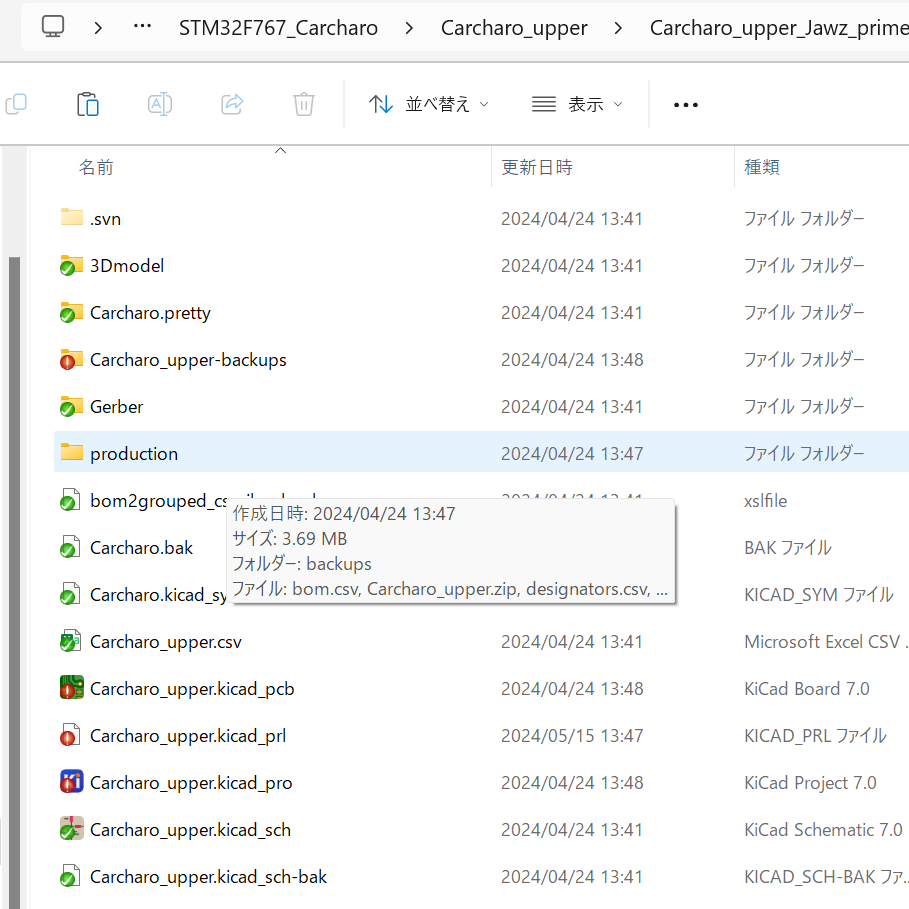 STM32F767_Carcharo > Carcharo_upper > Carcharo_upper_Jawz_prime
並べ替え 表示
名前 更新日時 種類
.svn 2024/04/24 13:41 ファイル フォルダー
3Dmodel 2024/04/24 13:41 ファイル フォルダー
Carcharo.pretty 2024/04/24 13:41 ファイル フォルダー
Carcharo_upper-backups 2024/04/24 13:48 ファイル フォルダー
Gerber 2024/04/24 13:41 ファイル フォルダー
production 2024/04/24 13:47 ファイル フォルダー
xslfile
作成日時: 2024/04/24 13:47
サイズ: 3.69 MB
フォルダー: backups
ファイル: bom.csv, Carcharo_upper.zip, designators.csv, ...
Carcharo.bak BAK ファイル
Carcharo.kicad_sy KICAD_SYM ファイル
Carcharo_upper.csv 2024/04/24 13:41 Microsoft Excel CSV .
Carcharo_upper.kicad_pcb 2024/04/24 13:48 KiCad Board 7.0
Carcharo_upper.kicad_prl 2024/05/15 13:47 KICAD_PRL ファイル
Carcharo_upper.kicad_pro 2024/04/24 13:48 KiCad Project 7.0
Carcharo_upper.kicad_sch 2024/04/24 13:41 KiCad Schematic 7.0
Carcharo_upper.kicad_sch-bak 2024/04/24 13:41 KICAD_SCH-BAK ファ...